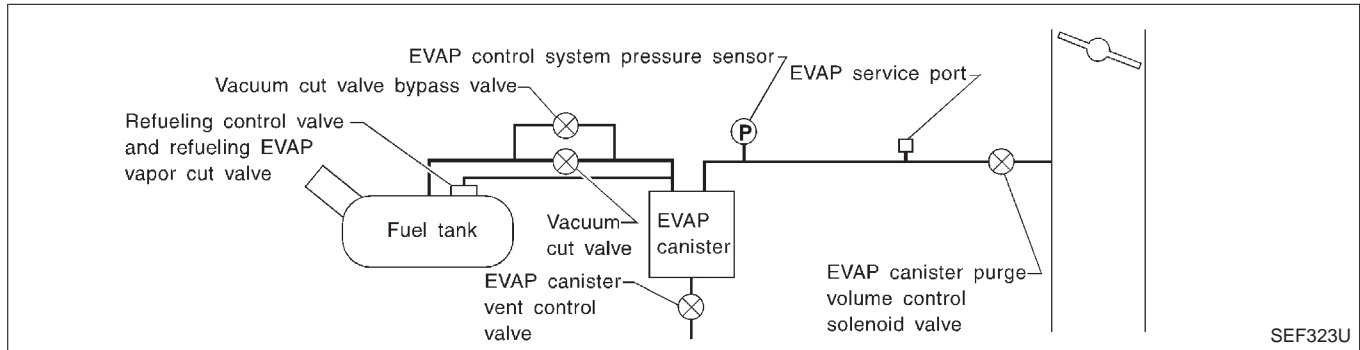 EVAP control system pressure sensor
EVAP service port
Vacuum cut valve bypass valve
Refueling control valve
and refueling EVAP
vapor cut valve
P
Fuel tank
Vacuum
cut valve
EVAP
canister
EVAP canister
vent control
valve
EVAP canister purge
volume control
solenoid valve
SEF323U